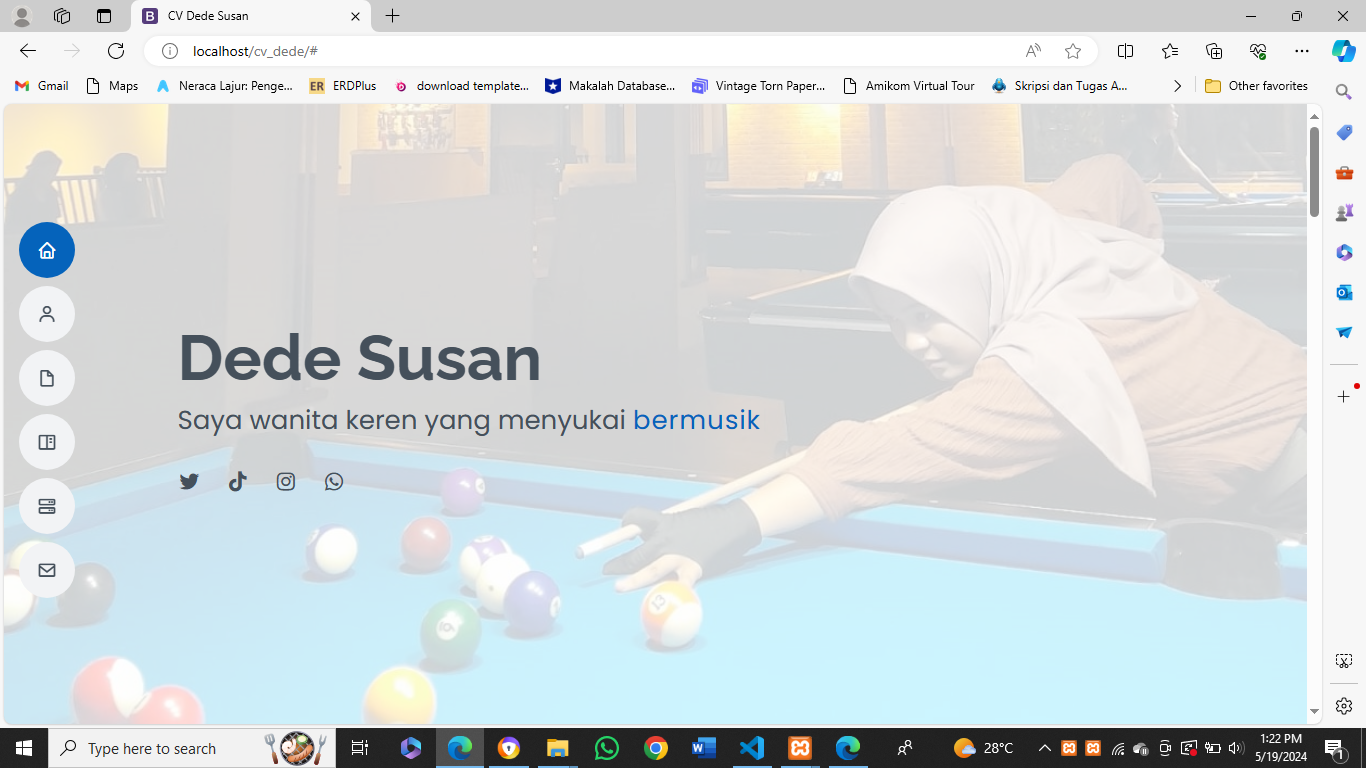 CV Dede Susan
localhost/cv_dede/#
Gmail
Maps
Neraca Lajur: Penge...
ERDPlus
download template...
Makalah Database...
Vintage Torn Paper...
Amikom Virtual Tour
Skripsi dan Tugas A...
Other favorites
Dede Susan
Saya wanita keren yang menyukai bermusik
Type here to search
28°C
1:22 PM
5/19/2024
1